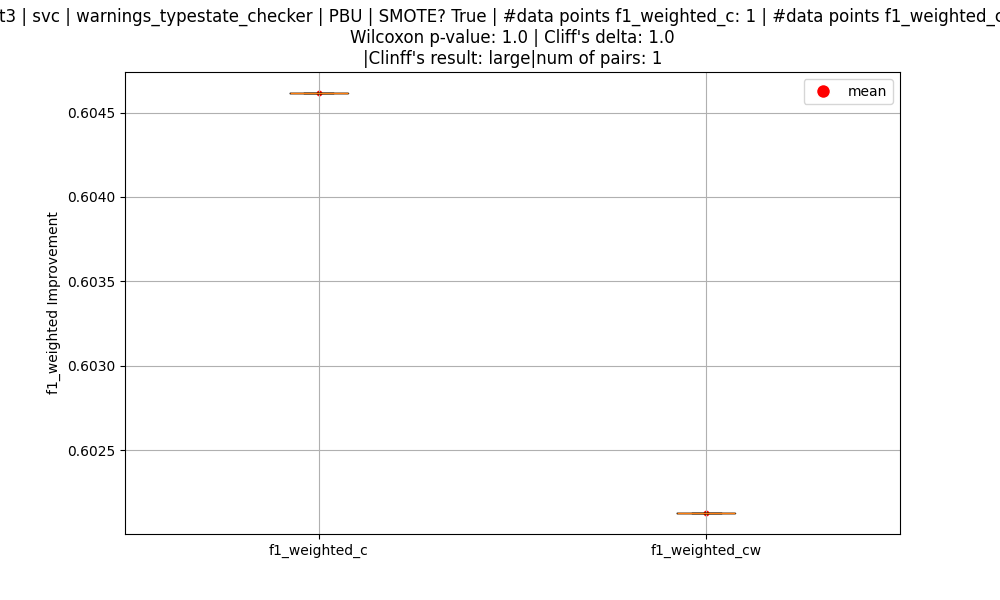 t3 | svc | warnings_typestate_checker | PBU | SMOTE? True | #data points f1_weighted_c: 1 | #data points f1_weighted_c
Wilcoxon p-value: 1.0 | Cliff's delta: 1.0
|Clinff's result: large|num of pairs: 1
mean
0.6045
0.6040
0.6035
0.6030
0.6025
f1_weighted Improvement
f1_weighted_c
f1_weighted_cw